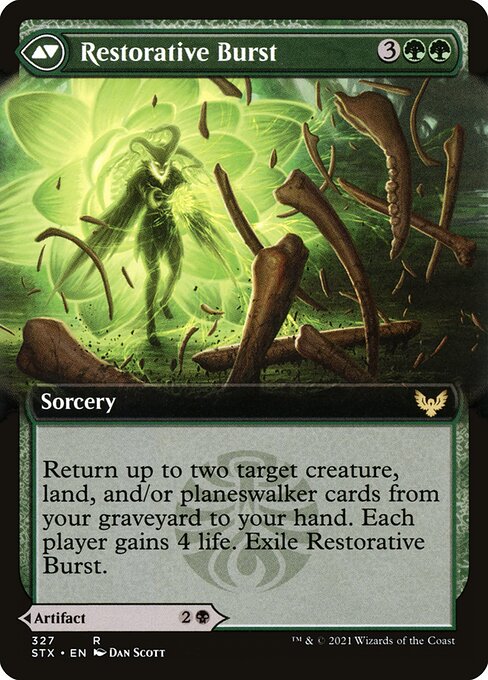 Restorative Burst 3
Sorcery
Return up to two target creature,
land, and/or planeswalker cards from
your graveyard to your hand. Each
player gains 4 life. Exile Restorative
Burst.
Artifact 2
327 R
STX • EN Dan Scott
™ & © 2021 Wizards of the Coast